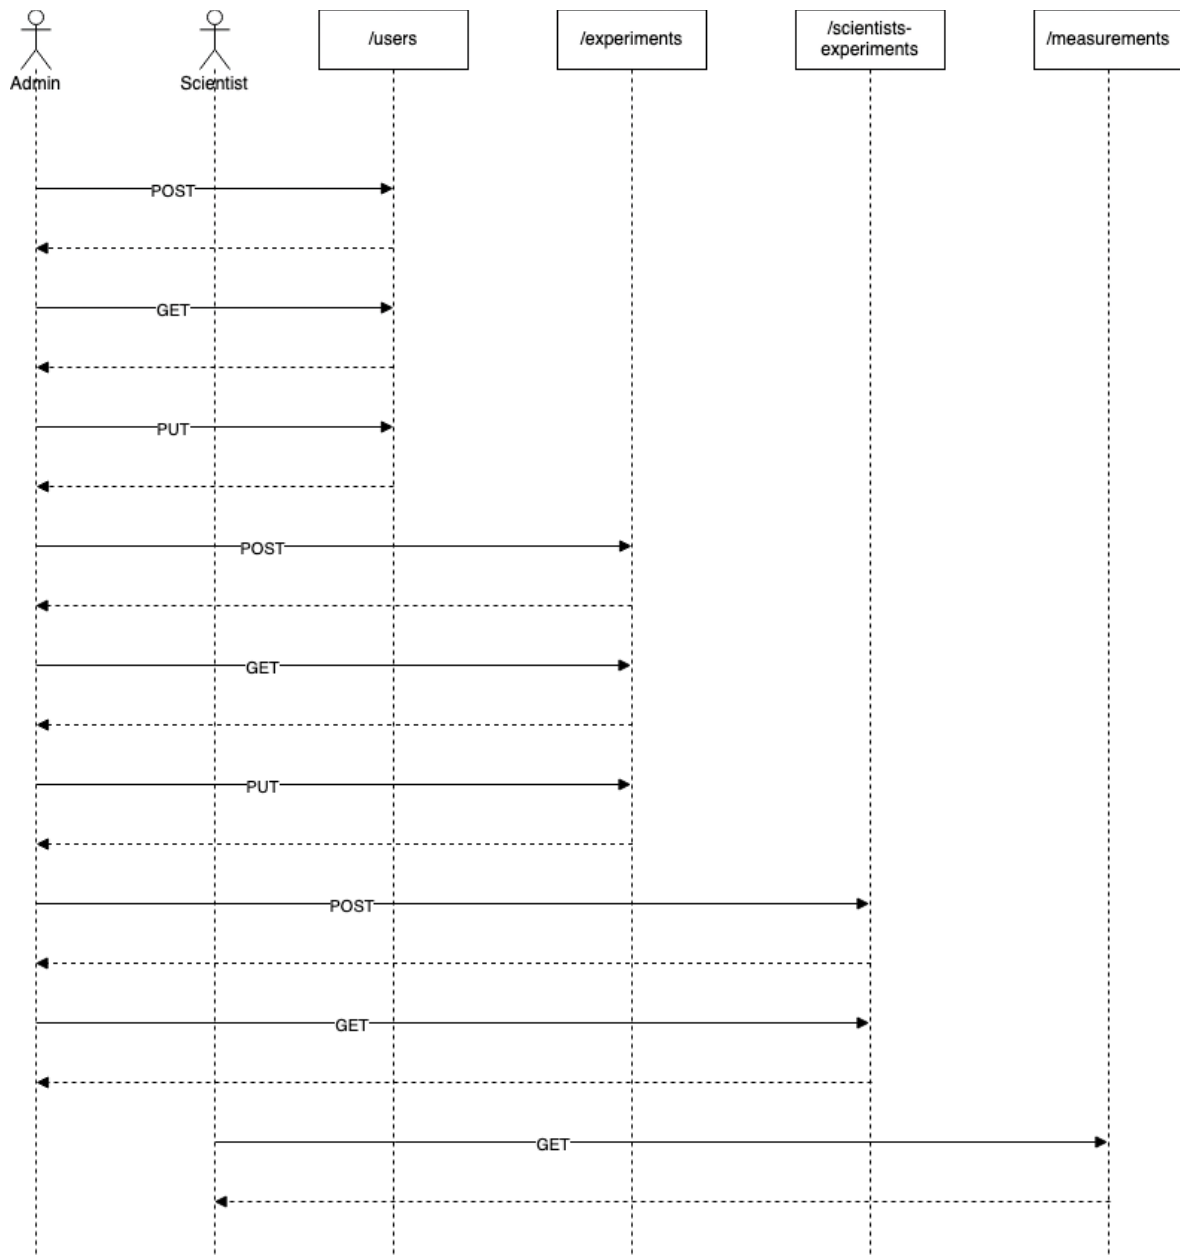 /users
/experiments
/scientists-
experiments
/measurements
Admin
Scientist
POST
GET
PUT
POST
GET
PUT
POST
GET
GET